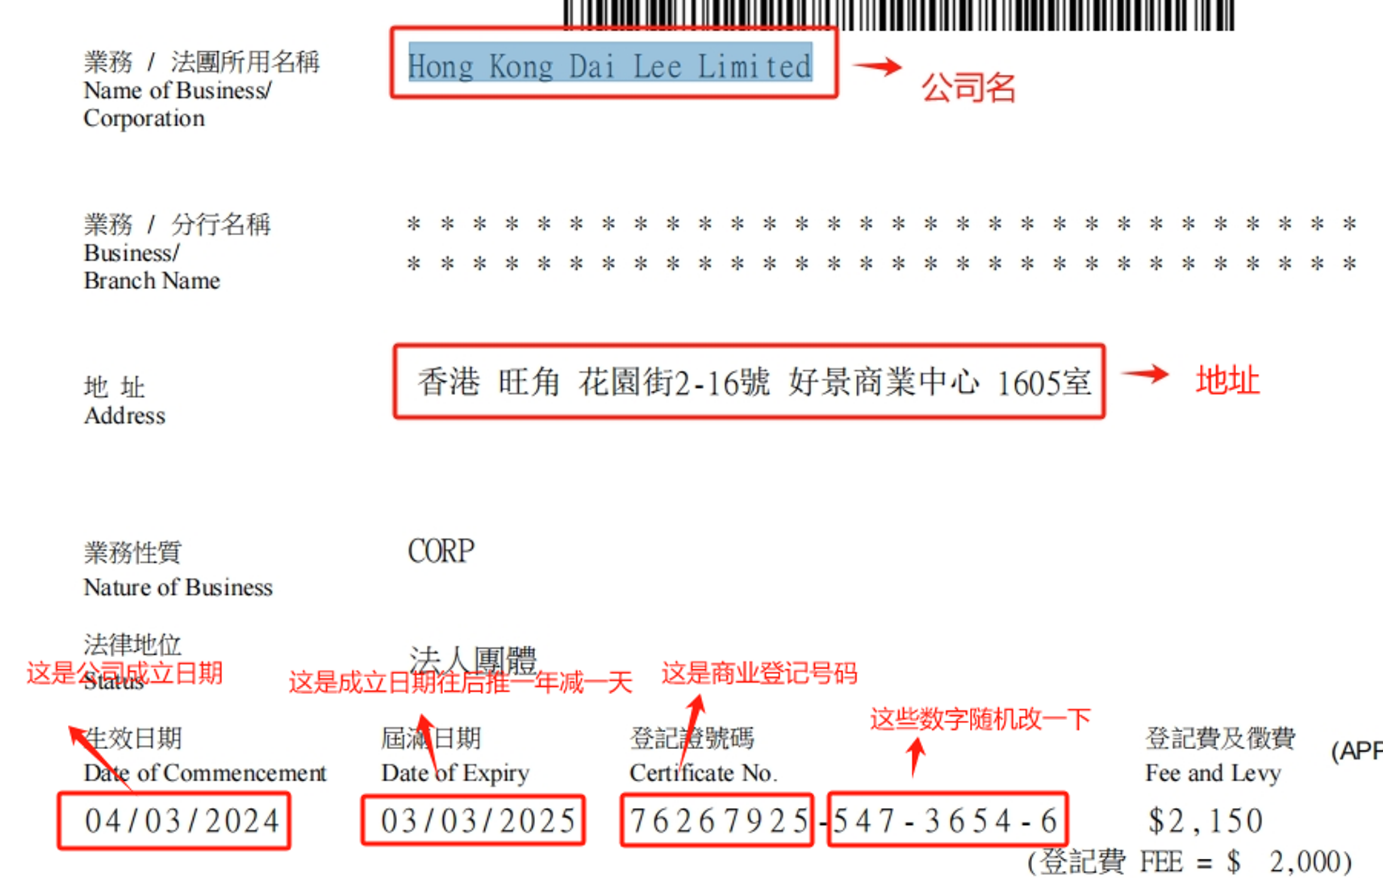 業務 / 法團所用名稱
Name of Business/
Corporation
Hong Kong Dai Lee Limited
公司名
業務 / 分行名稱
Business/
Branch Name
* * * * * * * * * * * * * * * * * * * * * * * * * * * * * *
* * * * * * * * * * * * * * * * * * * * * * * * * * * * * *
地 址
Address
香港 旺角 花園街2-16號 好景商業中心 1605室
地址
業務性質
Nature of Business
CORP
法律地位
Status
法人團體
这是公司成立日期
这是成立日期往后推一年减一天
这是商业登记号码
这些数字随机改一下
生效日期
Date of Commencement
04/03/2024
屆滿日期
Date of Expiry
03/03/2025
登記證號碼
Certificate No.
76267925-547-3654-6
登記費及徵費
Fee and Levy
(APP
$2,150
(登記費 FEE = $ 2,000)